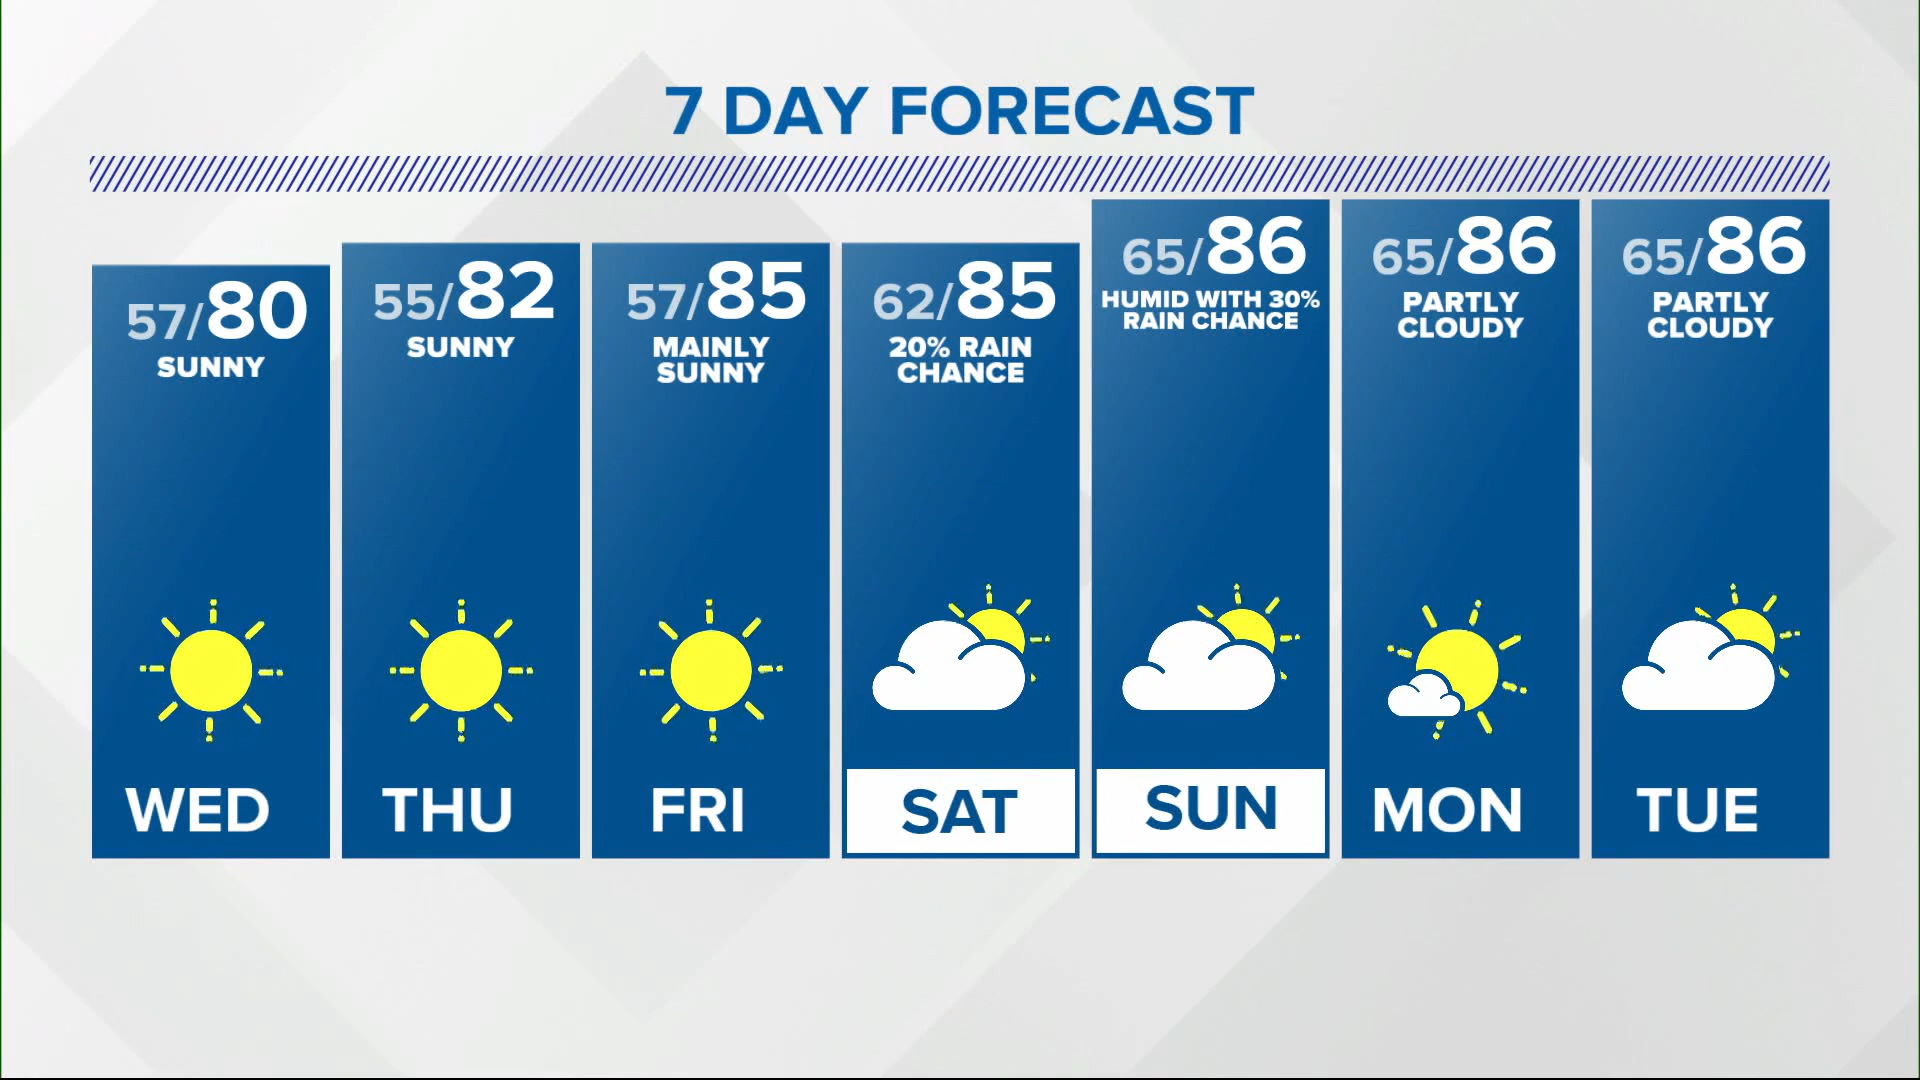 7 DAY FORECAST
57/80
SUNNY
WED
55/82
SUNNY
THU
57/85
MAINLY
SUNNY
FRI
62/85
20% RAIN
CHANCE
SAT
65/86
HUMID WITH 30%
RAIN CHANCE
SUN
65/86
PARTLY
CLOUDY
MON
65/86
PARTLY
CLOUDY
TUE